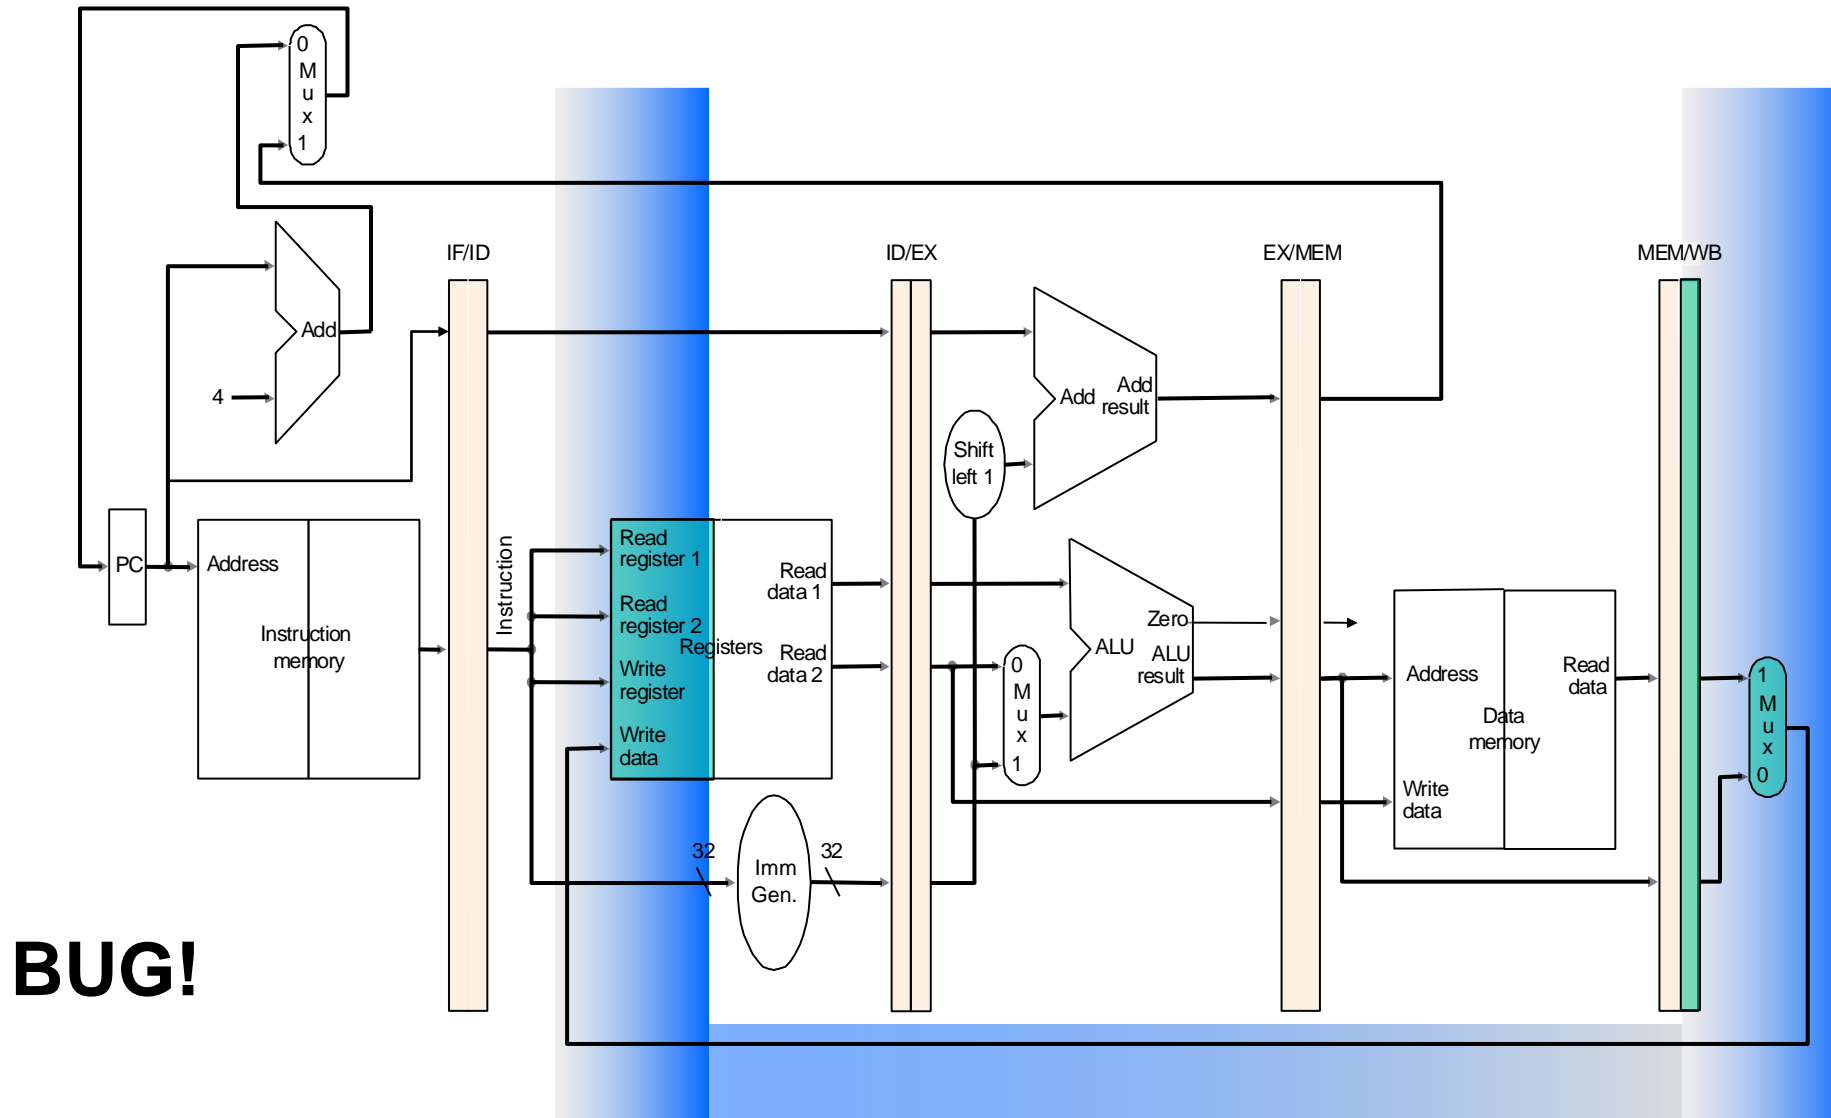 0
M
u
x
1
IF/ID
ID/EX
EX/MEM
MEM/WB
Add
4
Add
Add
result
Shift
left 1
PC
Address
Instruction
memory
Instruction
Read
register 1
Read
register 2
Registers
Write
register
Write
data
Read
data 1
Read
data 2
0
M
u
x
1
Zero
ALU
ALU
result
Address
Read
data
Data
memory
Write
data
1
M
u
x
0
32
Imm
Gen.
32
BUG!